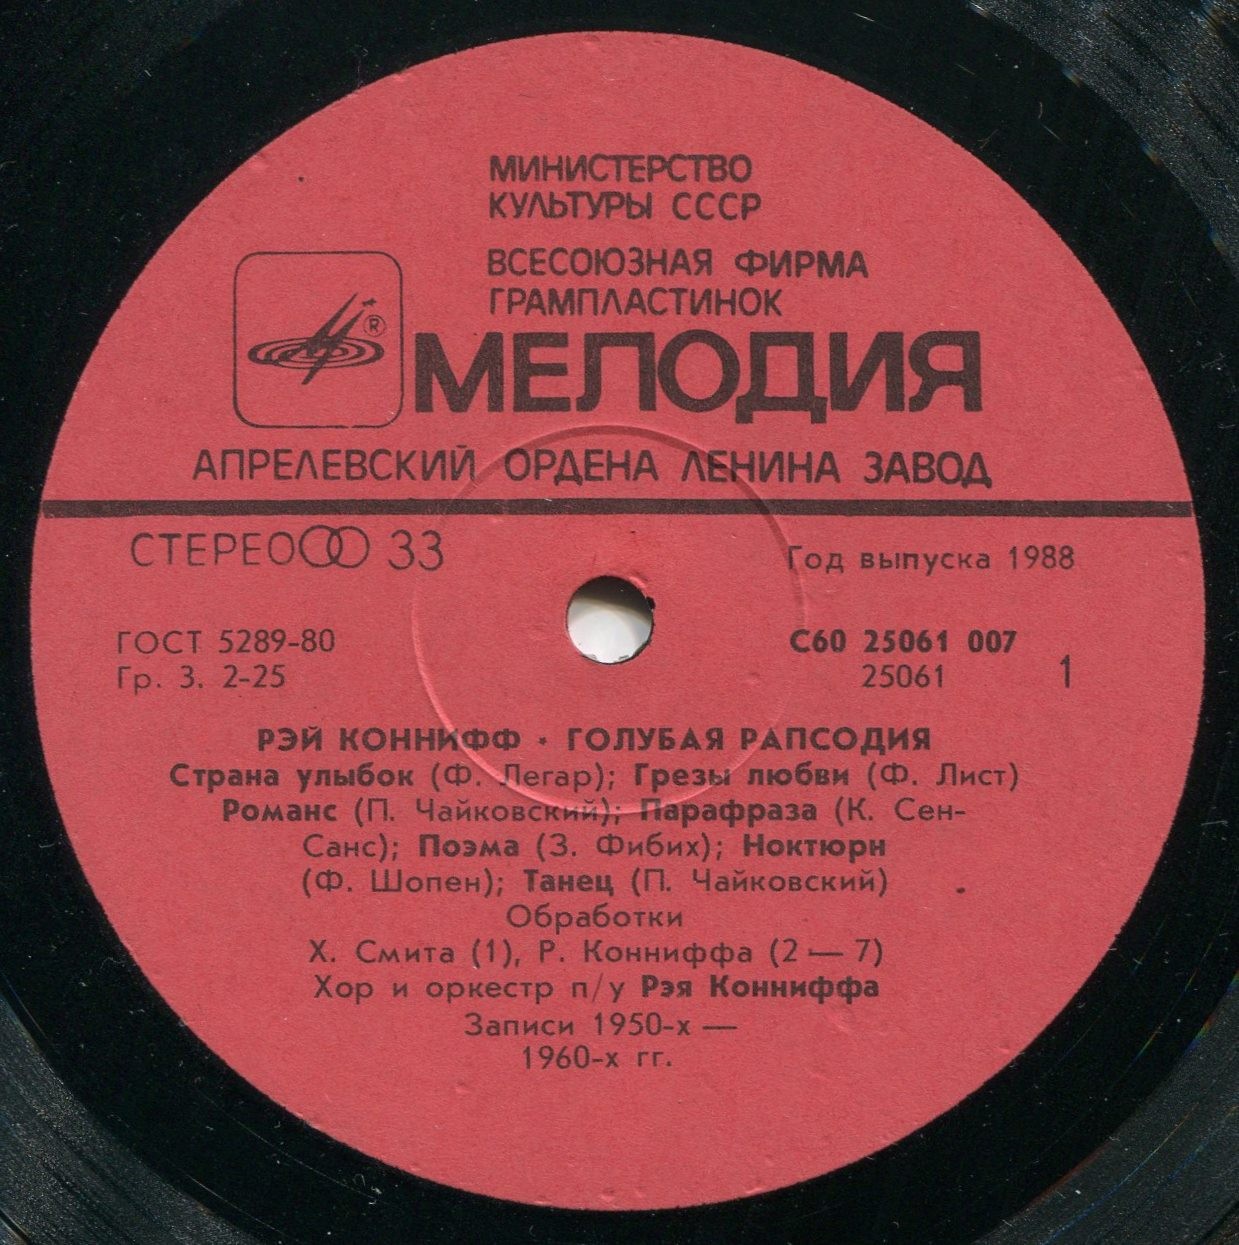 МИНИСТЕРСТВО
КУЛЬТУРЫ СССР
ВСЕСОЮЗНАЯ ФИРМА
ГРАМПЛАСТИНОК
®
МЕЛОДИЯ
АПРЕЛЕВСКИЙ ОРДЕНА ЛЕНИНА ЗАВОД
СТЕРЕО 33
Год выпуска 1988
ГОСТ 5289-80
Гр. 3. 2-25
С60 25061 007
25061 1
РЭЙ КОННИФФ · ГОЛУБАЯ РАПСОДИЯ
Страна улыбок (Ф. Легар); Грезы любви (Ф. Лист)
Романс (П. Чайковский); Парафраза (К. Сен-
Санс); Поэма (З. Фибих); Ноктюрн
(Ф. Шопен); Танец (П. Чайковский)
Обработки
Х. Смита (1), Р. Конниффа (2 — 7)
Хор и оркестр п/у Рэя Конниффа
Записи 1950-х —
1960-х гг.